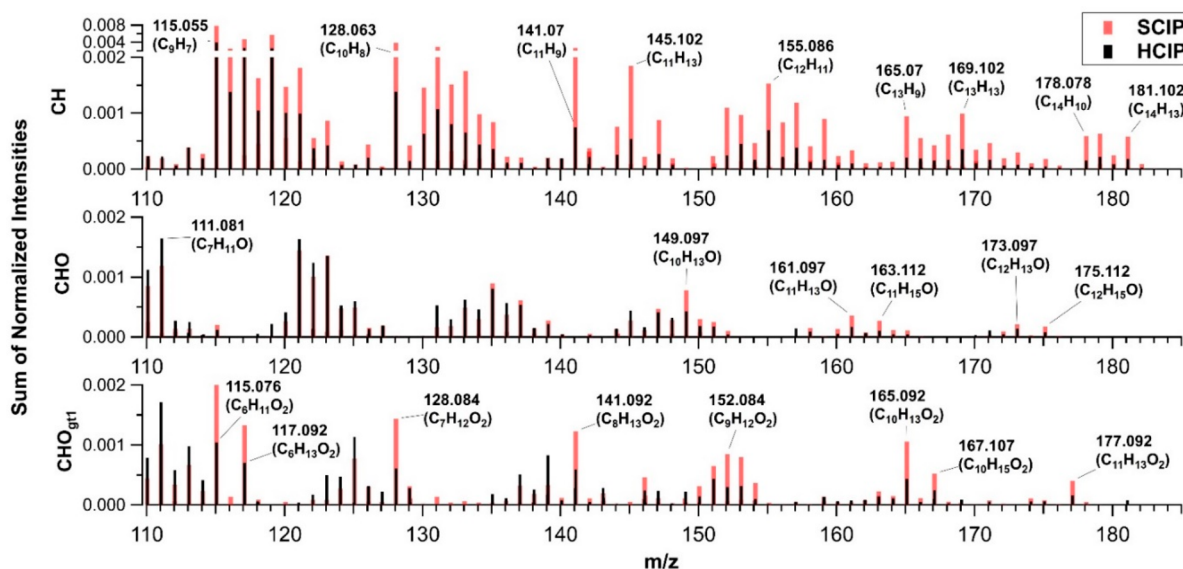 Sum of Normalized Intensities
SCIP
HCIP
CH
0.008
0.004
0.002
0.001
0.000
115.055
(C₉H₇)
128.063
(C₁₀H₈)
141.07
(C₁₁H₉)
145.102
(C₁₁H₁₃)
155.086
(C₁₂H₁₁)
165.07
(C₁₃H₉)
169.102
(C₁₃H₁₃)
178.078
(C₁₄H₁₀)
181.102
(C₁₄H₁₃)
110 120 130 140 150 160 170 180
CHO
0.002
0.001
0.000
111.081
(C₇H₁₁O)
149.097
(C₁₀H₁₃O)
161.097
(C₁₁H₁₃O)
163.112
(C₁₁H₁₅O)
173.097
(C₁₂H₁₃O)
175.112
(C₁₂H₁₅O)
110 120 130 140 150 160 170 180
CHOgt1
0.002
0.001
0.000
115.076
(C₆H₁₁O₂)
117.092
(C₆H₁₃O₂)
128.084
(C₇H₁₂O₂)
141.092
(C₈H₁₃O₂)
152.084
(C₉H₁₂O₂)
165.092
(C₁₀H₁₃O₂)
167.107
(C₁₀H₁₅O₂)
177.092
(C₁₁H₁₃O₂)
110 120 130 140 150 160 170 180
m/z